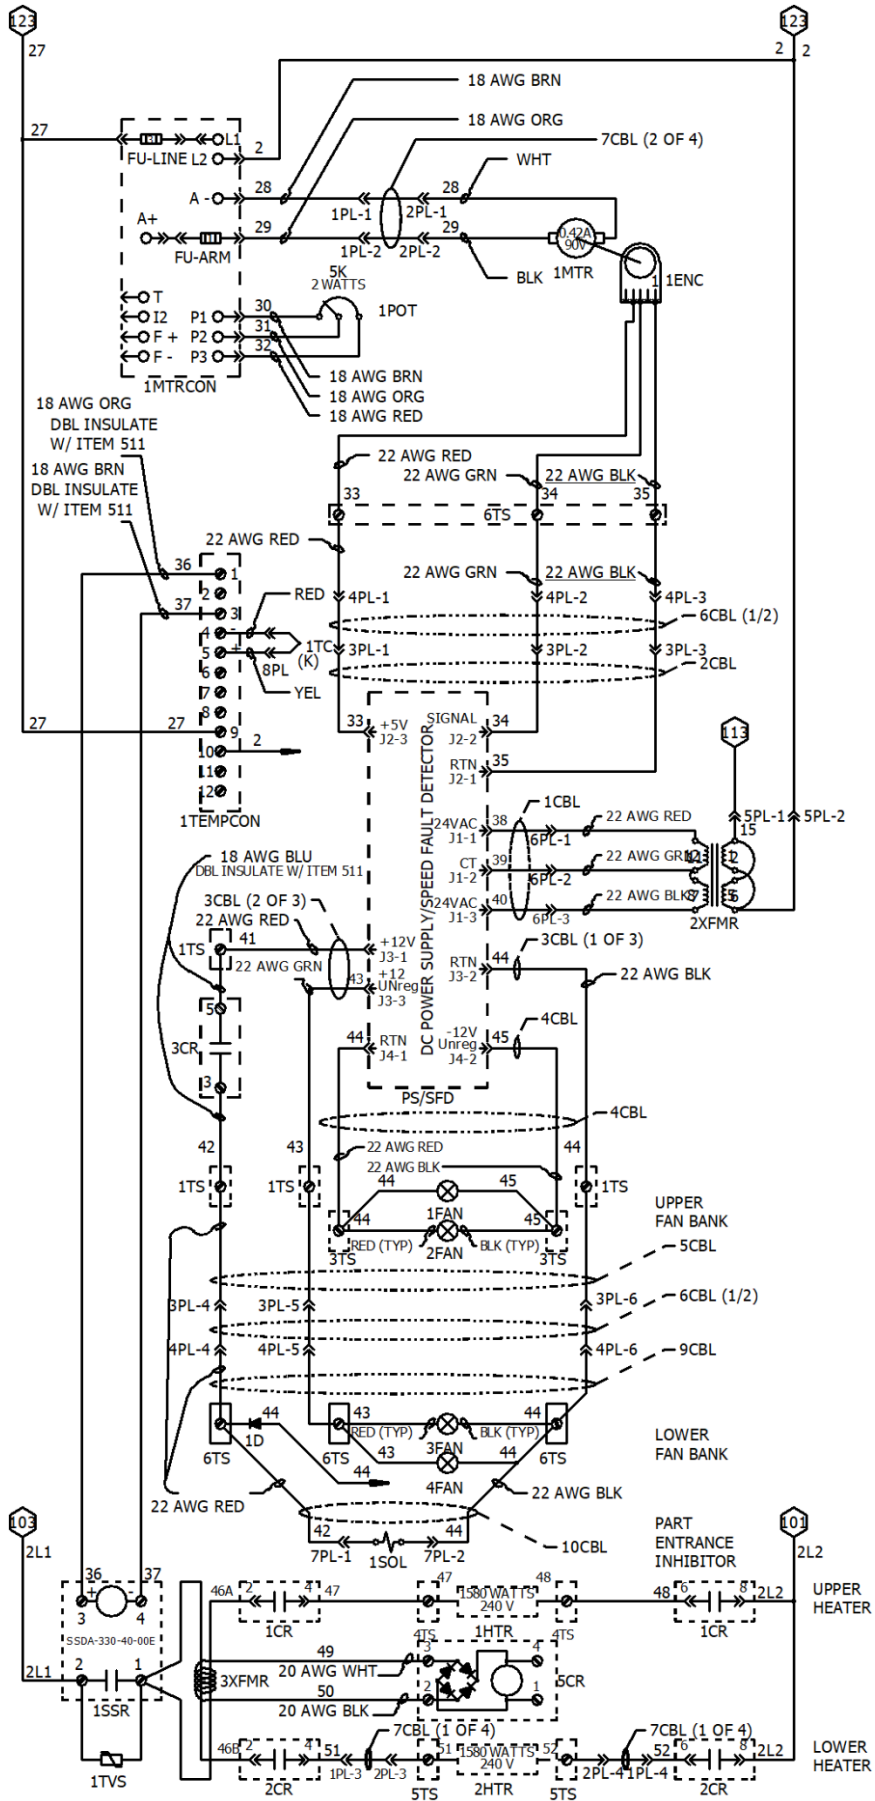 123 123
27 2 2
18 AWG BRN
18 AWG ORG
7CBL (2 OF 4)
27 L1 2
FU-LINE L2
WHT
A - 28 28
1PL-1 2PL-1
A+ 29 29
0.42A
90V
FU-ARM 1PL-2 2PL-2
BLK 1MTR
1 1ENC
5K
2 WATTS
T
I2 P1 30 1POT
F + P2 31
F - P3 32
1MTRCON
18 AWG BRN
18 AWG ORG
18 AWG RED
18 AWG ORG
DBL INSULATE
W/ ITEM 511
18 AWG BRN
DBL INSULATE
W/ ITEM 511
22 AWG RED
22 AWG GRN 22 AWG BLK
33 34 35
6TS
22 AWG RED
22 AWG GRN 22 AWG BLK
36 1
2
37 3
4 - RED
5 + 1TC
(K)
8PL
6
7 YEL
8
27 27 9
10 2
11
12
1TEMPCON
4PL-1 4PL-2 4PL-3
6CBL (1/2)
3PL-1 3PL-2 3PL-3
2CBL
33 +5V
J2-3
SIGNAL
J2-2 34
RTN
J2-1 35
113
DC POWER SUPPLY/SPEED FAULT DETECTOR
1CBL
24VAC
J1-1 38
6PL-1
22 AWG RED
5PL-1 5PL-2
15
CT
J1-2 39
6PL-2
22 AWG GRN
24VAC
J1-3 40
6PL-3
22 AWG BLK
1 2
8 7 5 6
2XFMR
18 AWG BLU
DBL INSULATE W/ ITEM 511
3CBL (2 OF 3)
22 AWG RED
1TS 41
+12V
J3-1
22 AWG GRN
43 +12
UNreg
J3-3
RTN
J3-2 44
3CBL (1 OF 3)
22 AWG BLK
5
3CR
3
44 RTN
J4-1
-12V
Unreg
J4-2 45
4CBL
PS/SFD
4CBL
42 43 44
22 AWG RED
22 AWG BLK
1TS 1TS 44 45 1TS
1FAN
44 45
RED (TYP) 2FAN BLK (TYP)
3TS 3TS
UPPER
FAN BANK
5CBL
3PL-4 3PL-5 3PL-6
6CBL (1/2)
4PL-4 4PL-5 4PL-6
9CBL
44 43 44
1D RED (TYP) 3FAN BLK (TYP)
6TS 6TS 43 44 6TS
44 4FAN
LOWER
FAN BANK
22 AWG RED 22 AWG BLK
103 101
2L1 2L2
42 44
7PL-1 1SOL 7PL-2
10CBL
PART
ENTRANCE
INHIBITOR
36 37
+ -
3 4
SSDA-330-40-00E
46A 2 4 47 47 1580 WATTS
240 V 48 48 6 8 2L2
1CR 4TS 1HTR 4TS 1CR
UPPER
HEATER
2L1 2 1
1SSR
3XFMR
49
20 AWG WHT 3 4
50 2 1 5CR
20 AWG BLK
1TVS
46B 2 4 51
7CBL (1 OF 4)
1PL-3 2PL-3
51 1580 WATTS
240 V 52
7CBL (1 OF 4)
2PL-4 1PL-4
52 6 8 2L2
2CR 5TS 2HTR 5TS 2CR
LOWER
HEATER